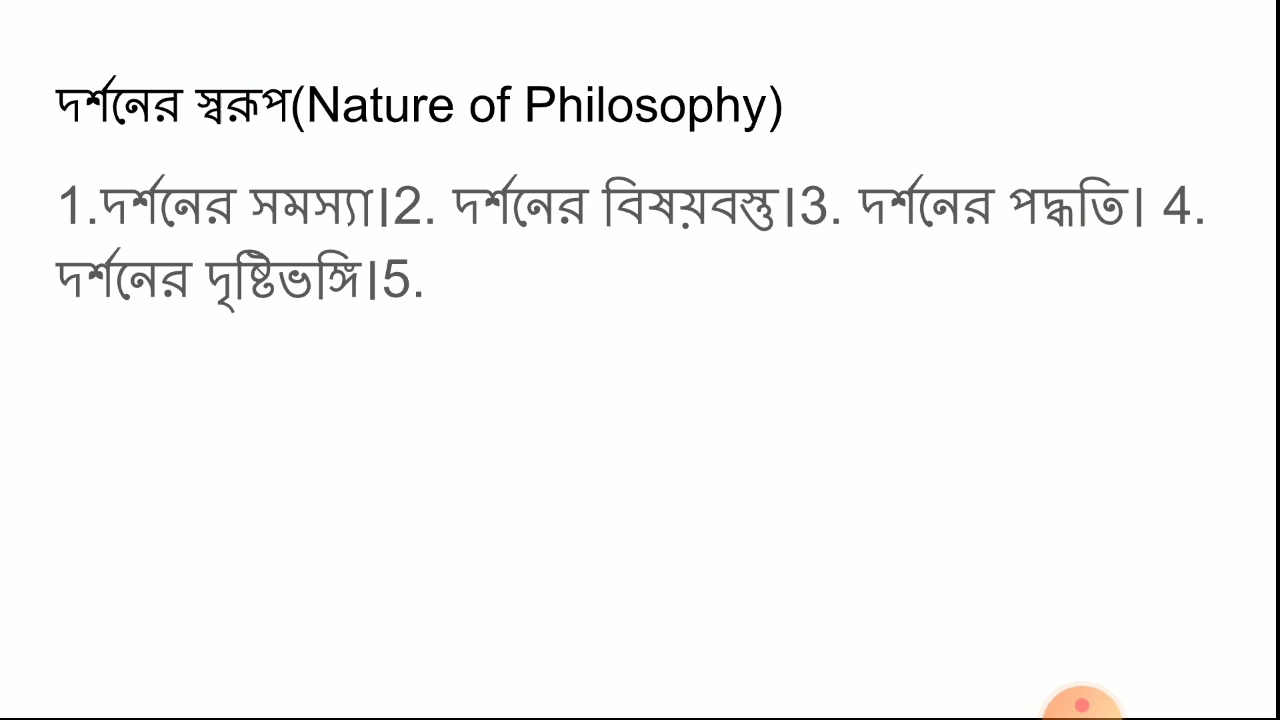 দর্শনের স্বরূপ(Nature of Philosophy)
1.দর্শনের সমস্যা।2. দর্শনের বিষয়বস্তু।3. দর্শনের পদ্ধতি। 4.
দর্শনের দৃষ্টিভঙ্গি।5.